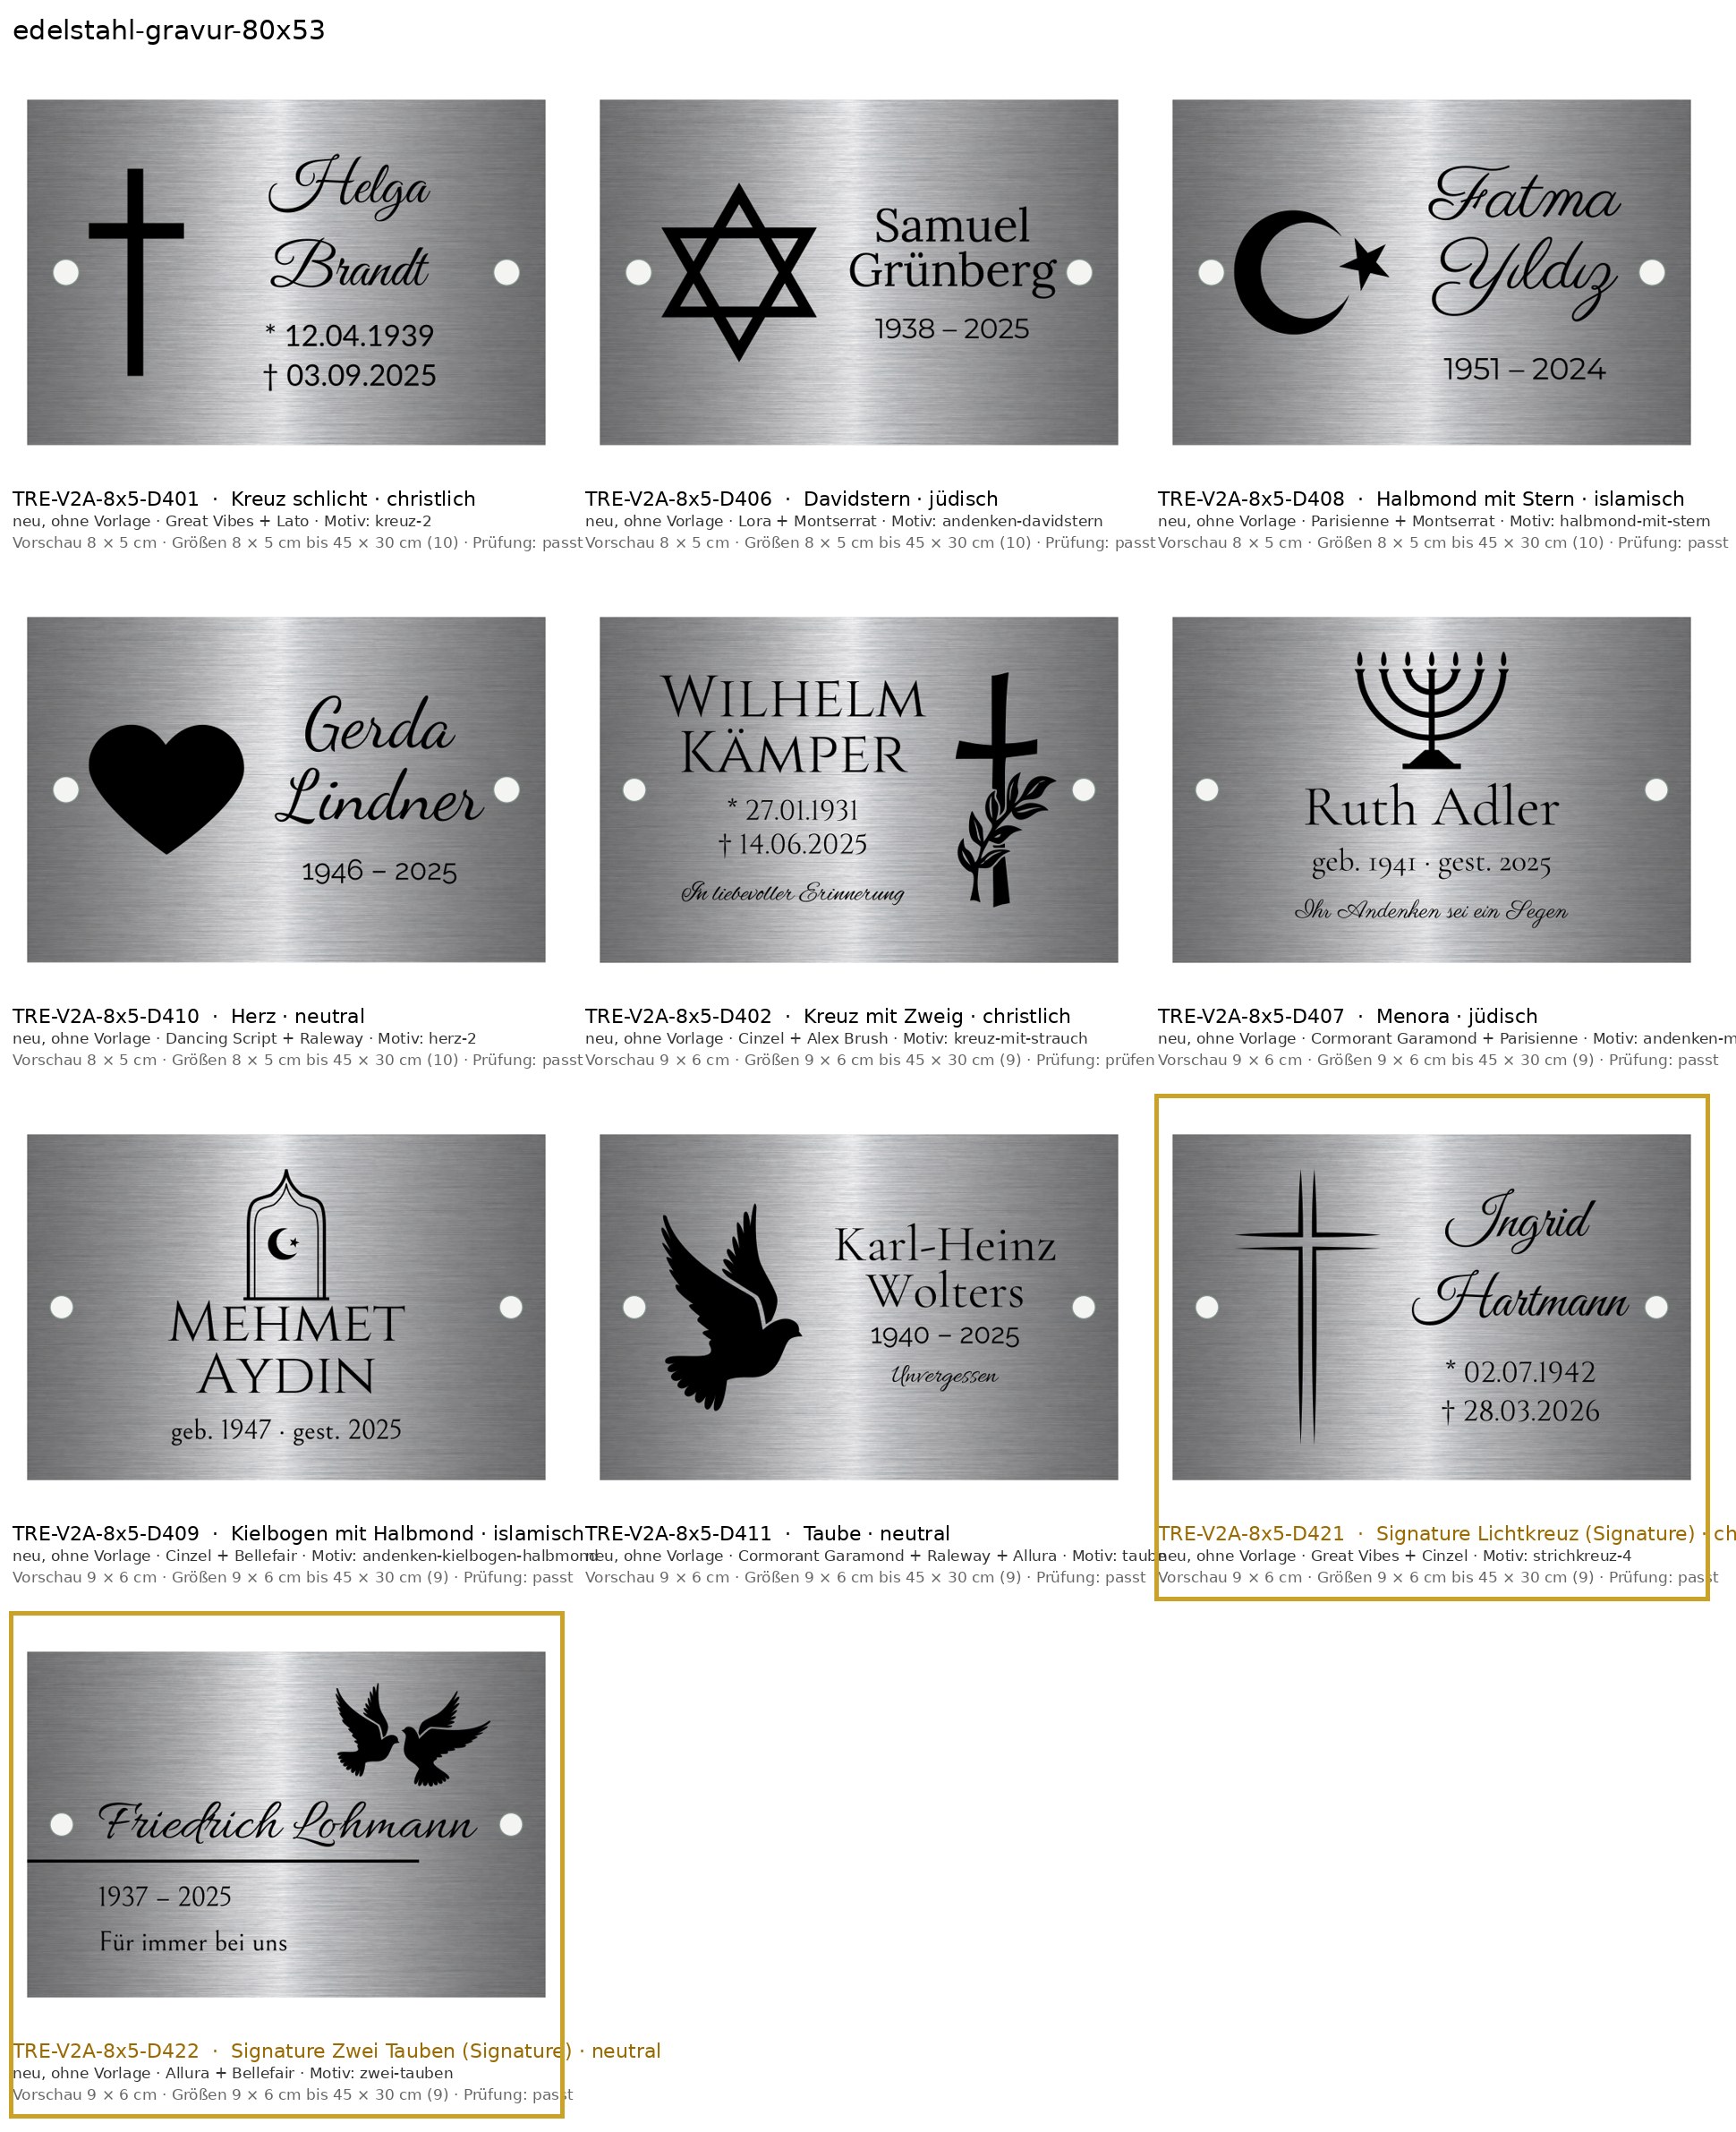 edelstahl-gravur-80x53
Helga
Brandt
* 12.04.1939
† 03.09.2025
Samuel
Grünberg
1938 – 2025
Fatma
Yıldız
1951 – 2024
TRE-V2A-8x5-D401 · Kreuz schlicht · christlich
neu, ohne Vorlage · Great Vibes + Lato · Motiv: kreuz-2
Vorschau 8 × 5 cm · Größen 8 × 5 cm bis 45 × 30 cm (10) · Prüfung: passt
TRE-V2A-8x5-D406 · Davidstern · jüdisch
neu, ohne Vorlage · Lora + Montserrat · Motiv: andenken-davidstern
Vorschau 8 × 5 cm · Größen 8 × 5 cm bis 45 × 30 cm (10) · Prüfung: passt
TRE-V2A-8x5-D408 · Halbmond mit Stern · islamisch
neu, ohne Vorlage · Parisienne + Montserrat · Motiv: halbmond-mit-stern
Vorschau 8 × 5 cm · Größen 8 × 5 cm bis 45 × 30 cm (10) · Prüfung: passt
Gerda
Lindner
1946 – 2025
WILHELM
KÄMPER
* 27.01.1931
† 14.06.2025
In liebevoller Erinnerung
Ruth Adler
geb. 1941 · gest. 2025
Ihr Andenken sei ein Segen
TRE-V2A-8x5-D410 · Herz · neutral
neu, ohne Vorlage · Dancing Script + Raleway · Motiv: herz-2
Vorschau 8 × 5 cm · Größen 8 × 5 cm bis 45 × 30 cm (10) · Prüfung: passt
TRE-V2A-8x5-D402 · Kreuz mit Zweig · christlich
neu, ohne Vorlage · Cinzel + Alex Brush · Motiv: kreuz-mit-strauch
Vorschau 9 × 6 cm · Größen 9 × 6 cm bis 45 × 30 cm (9) · Prüfung: prüfen
TRE-V2A-8x5-D407 · Menora · jüdisch
neu, ohne Vorlage · Cormorant Garamond + Parisienne · Motiv: andenken-m
Vorschau 9 × 6 cm · Größen 9 × 6 cm bis 45 × 30 cm (9) · Prüfung: passt
MEHMET
AYDIN
geb. 1947 · gest. 2025
Karl-Heinz
Wolters
1940 – 2025
Unvergessen
Ingrid
Hartmann
* 02.07.1942
† 28.03.2026
TRE-V2A-8x5-D409 · Kielbogen mit Halbmond · islamisch
neu, ohne Vorlage · Cinzel + Bellefair · Motiv: andenken-kielbogen-halbmond
Vorschau 9 × 6 cm · Größen 9 × 6 cm bis 45 × 30 cm (9) · Prüfung: passt
TRE-V2A-8x5-D411 · Taube · neutral
neu, ohne Vorlage · Cormorant Garamond + Raleway + Allura · Motiv: taube
Vorschau 9 × 6 cm · Größen 9 × 6 cm bis 45 × 30 cm (9) · Prüfung: passt
TRE-V2A-8x5-D421 · Signature Lichtkreuz (Signature) · ch
neu, ohne Vorlage · Great Vibes + Cinzel · Motiv: strichkreuz-4
Vorschau 9 × 6 cm · Größen 9 × 6 cm bis 45 × 30 cm (9) · Prüfung: passt
Friedrich Lohmann
1937 – 2025
Für immer bei uns
TRE-V2A-8x5-D422 · Signature Zwei Tauben (Signature) · neutral
neu, ohne Vorlage · Allura + Bellefair · Motiv: zwei-tauben
Vorschau 9 × 6 cm · Größen 9 × 6 cm bis 45 × 30 cm (9) · Prüfung: passt